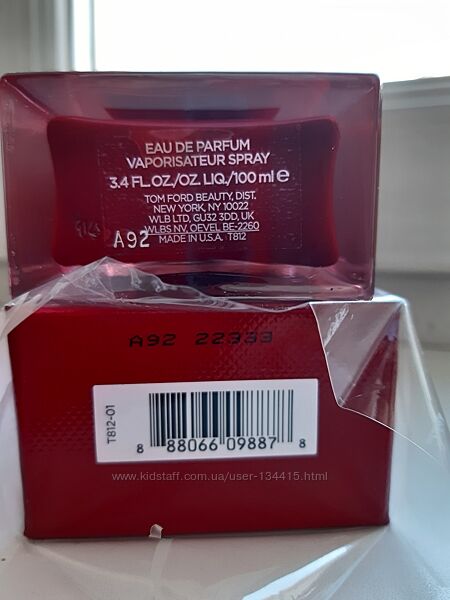 EAU DE PARFUM
VAPORISATEUR SPRAY
3.4 FL.OZ./OZ. LIQ./100 ml e
TOM FORD BEAUTY, DIST.
NEW YORK, NY 10022
WLB LTD, GU32 3DD, UK
WLBS NV, OEVEL BE-2260
MADE IN U.S.A. T812
A92
A92 22333
T812-01
8 88066 09887 8
www.kidstaff.com.ua/user-134415.html